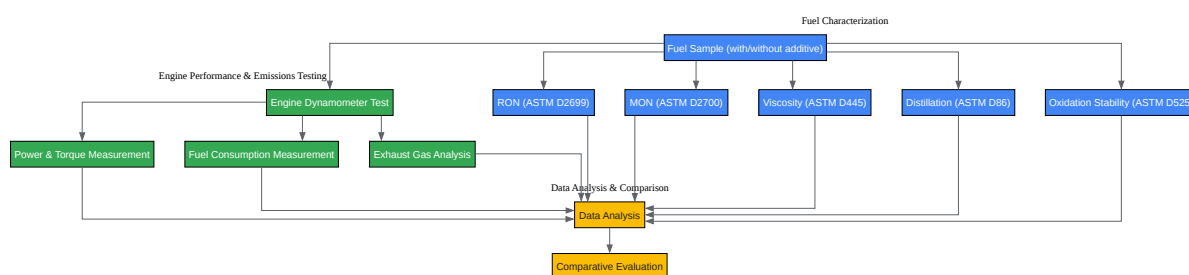 Fuel Characterization
Fuel Sample (with/without additive)
Engine Performance & Emissions Testing
Engine Dynamometer Test
RON (ASTM D2699)
MON (ASTM D2700)
Viscosity (ASTM D445)
Distillation (ASTM D86)
Oxidation Stability (ASTM D525
Power & Torque Measurement
Fuel Consumption Measurement
Exhaust Gas Analysis
Data Analysis & Comparison
Data Analysis
Comparative Evaluation